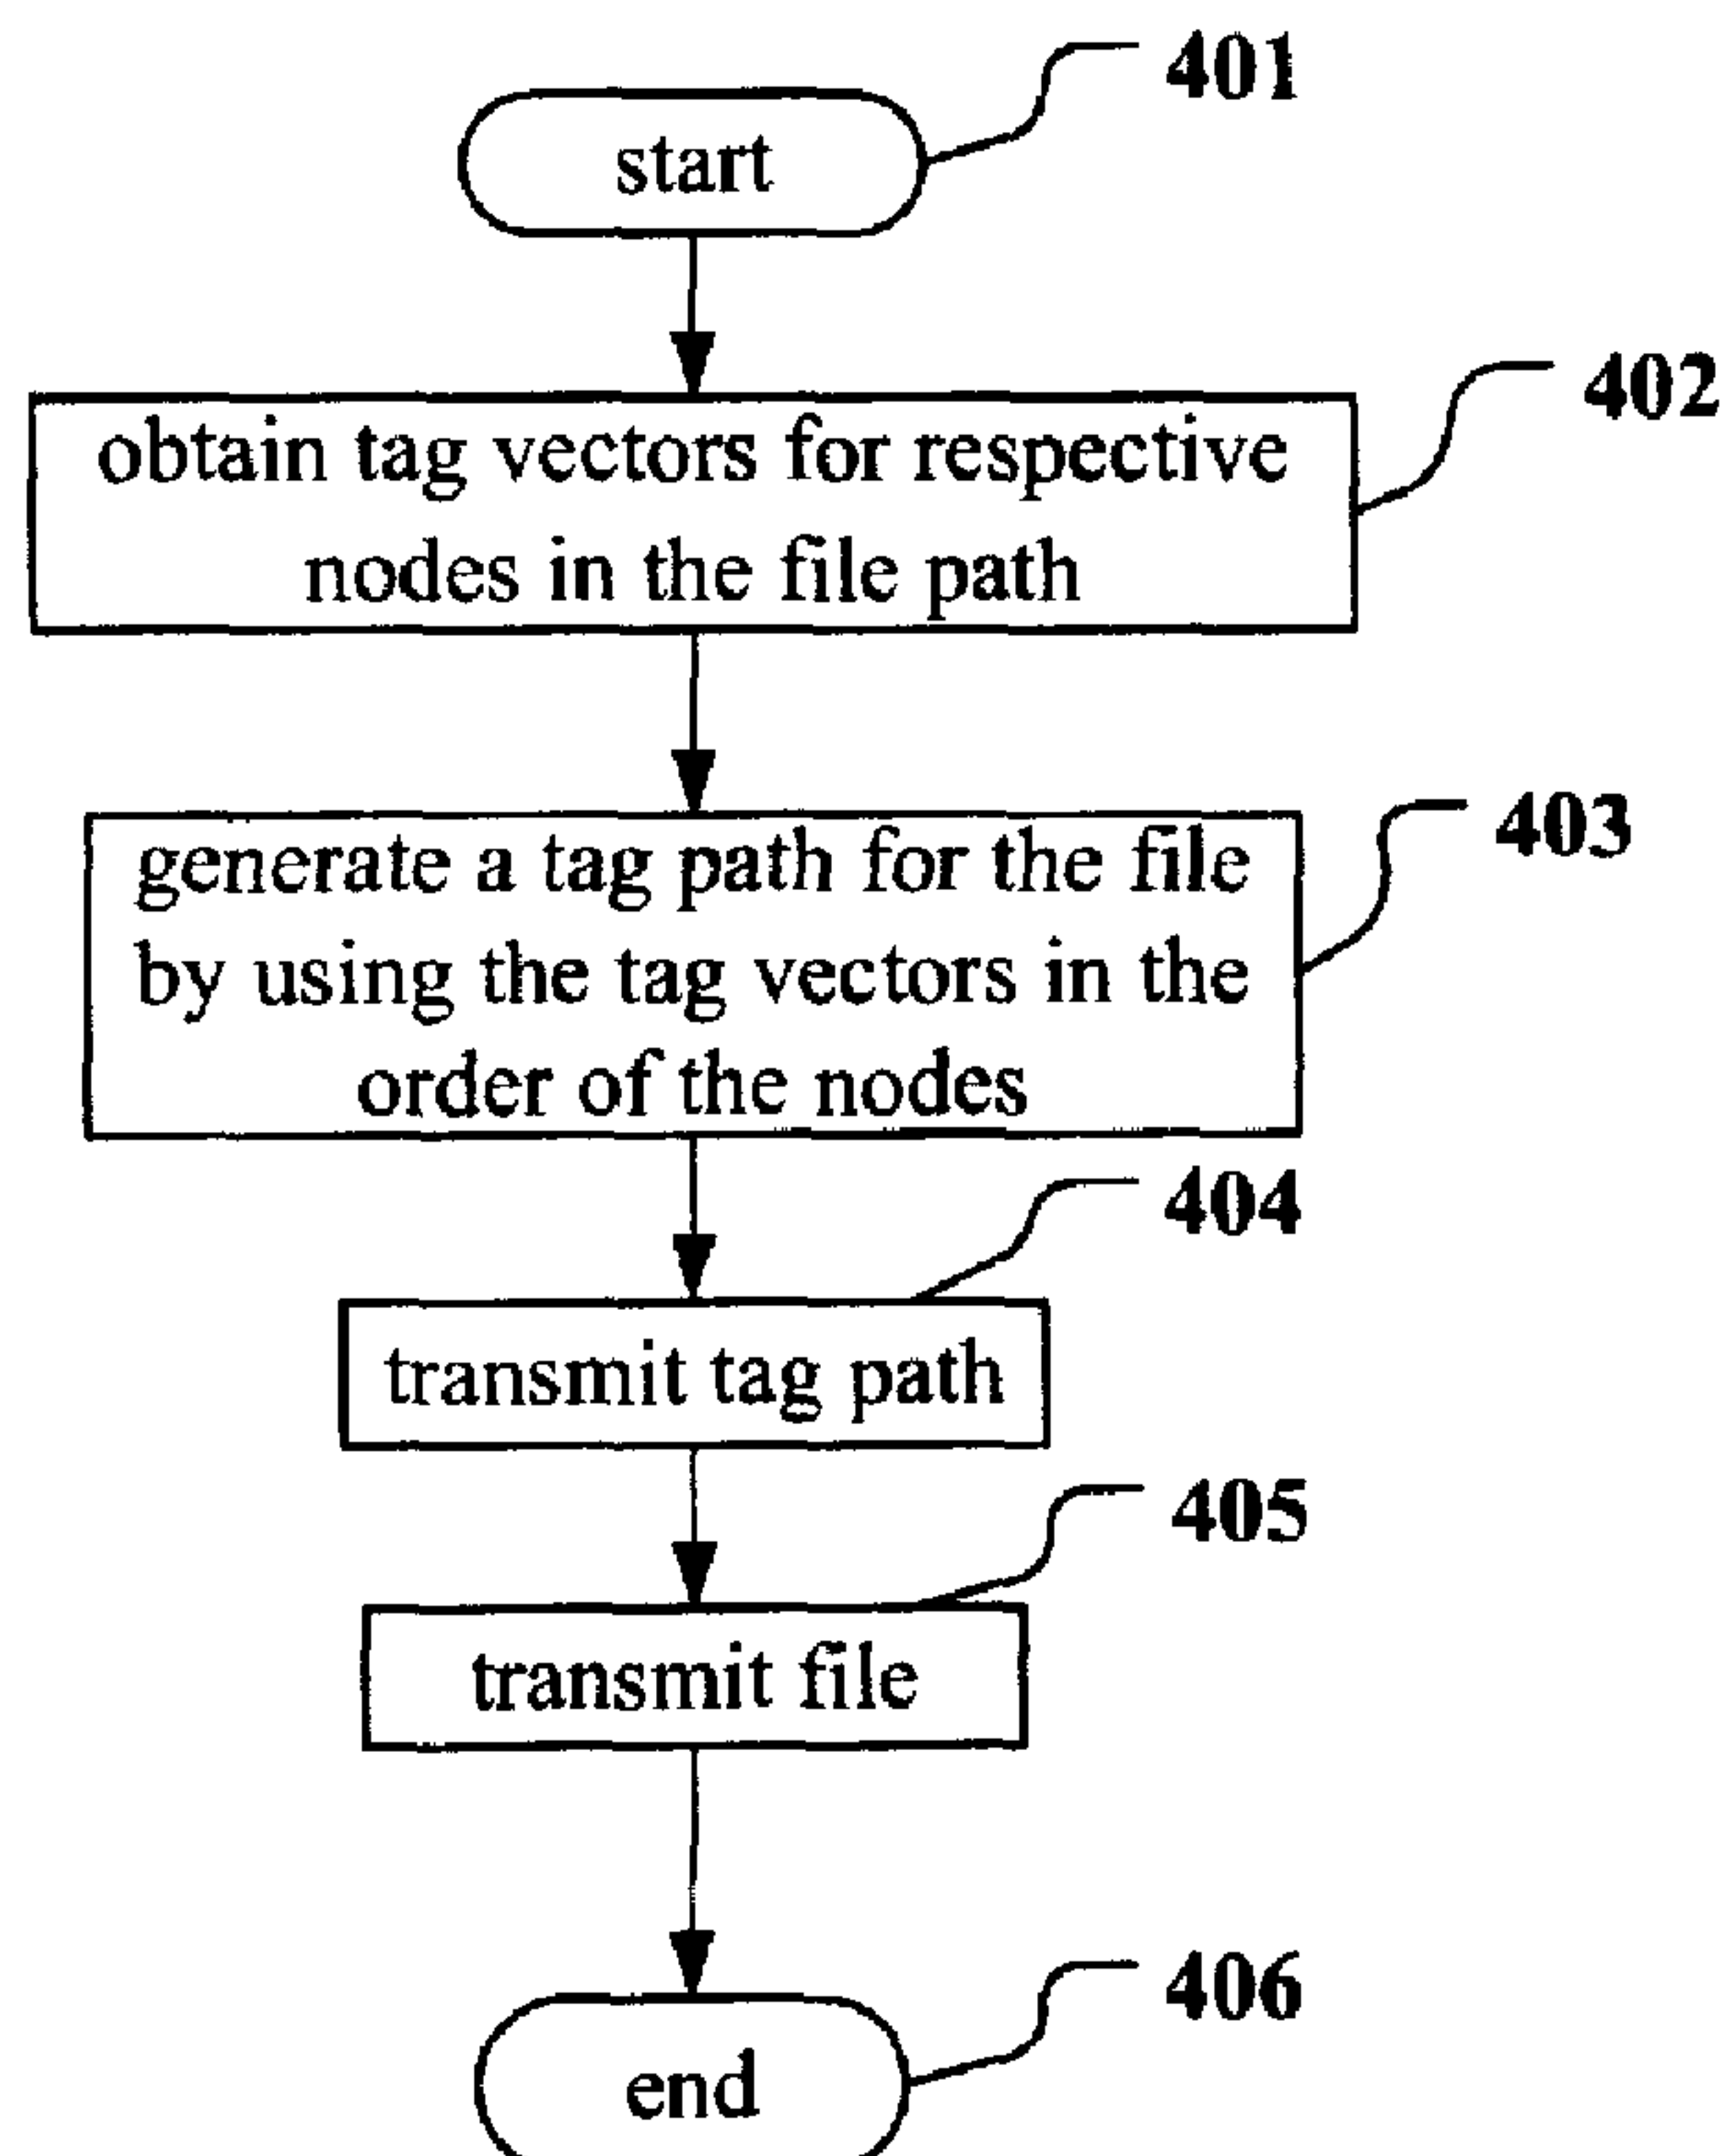 401
start
402
obtain tag vectors for respective
nodes in the file path
403
generate a tag path for the file
by using the tag vectors in the
order of the nodes
404
transmit tag path
405
transmit file
406
end